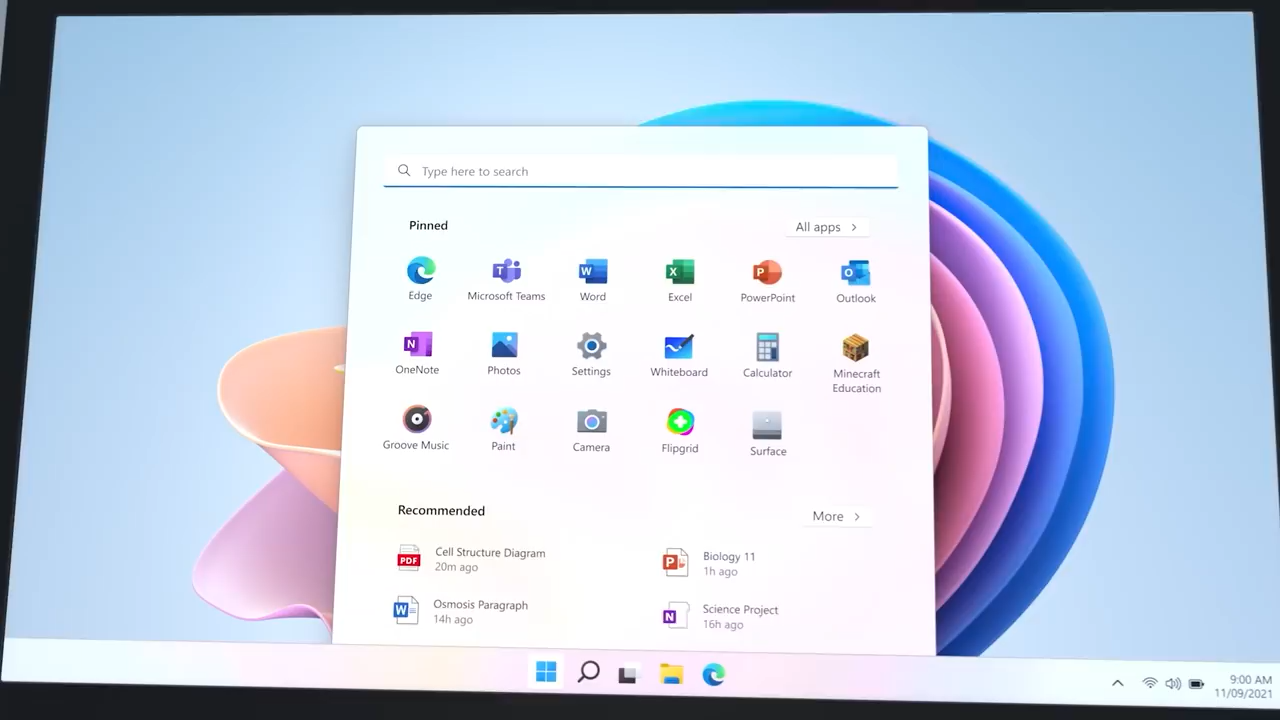 Type here to search
Pinned
All apps
Edge
Microsoft Teams
Word
Excel
PowerPoint
Outlook
OneNote
Photos
Settings
Whiteboard
Calculator
Minecraft
Education
Groove Music
Paint
Camera
Flipgrid
Surface
Recommended
More
PDF
Cell Structure Diagram
20m ago
Biology 11
1h ago
Osmosis Paragraph
14h ago
Science Project
16h ago
9:00 AM
11/09/2021